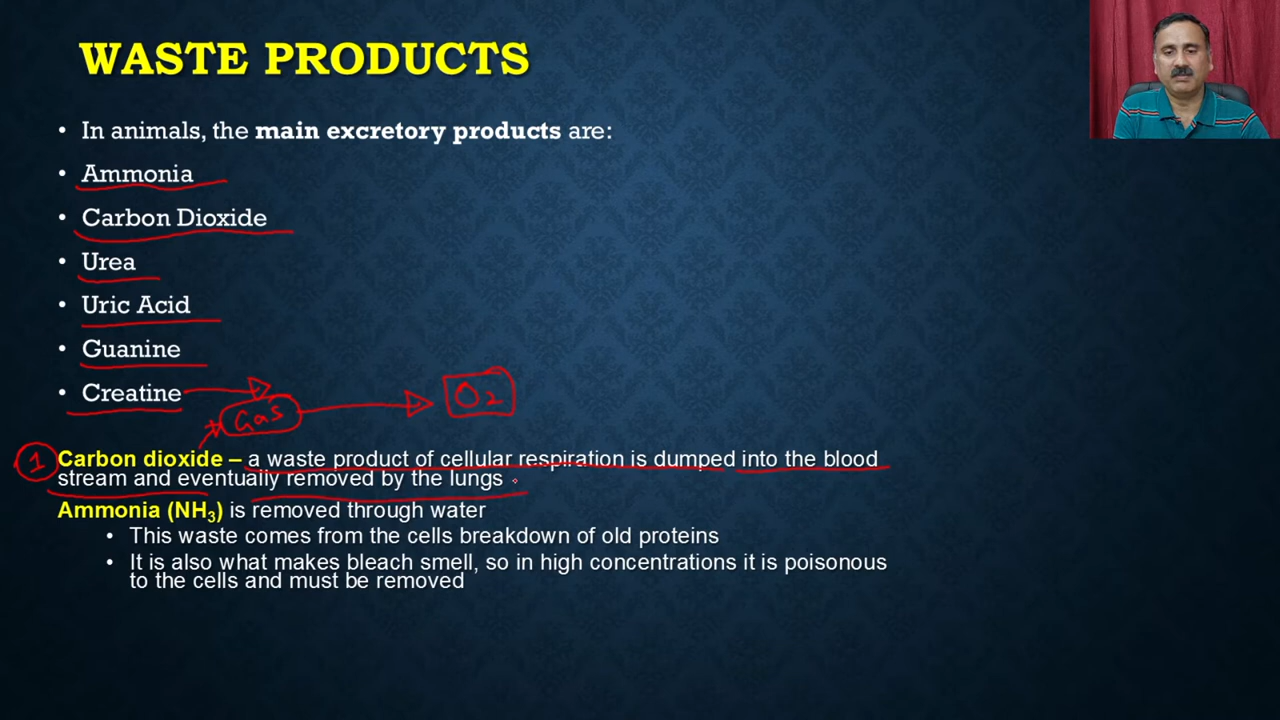 WASTE PRODUCTS
• In animals, the main excretory products are:
• Ammonia
• Carbon Dioxide
• Urea
• Uric Acid
• Guanine
• Creatine
Gas
O2
1 Carbon dioxide – a waste product of cellular respiration is dumped into the blood
stream and eventually removed by the lungs
Ammonia (NH3) is removed through water
• This waste comes from the cells breakdown of old proteins
• It is also what makes bleach smell, so in high concentrations it is poisonous
to the cells and must be removed